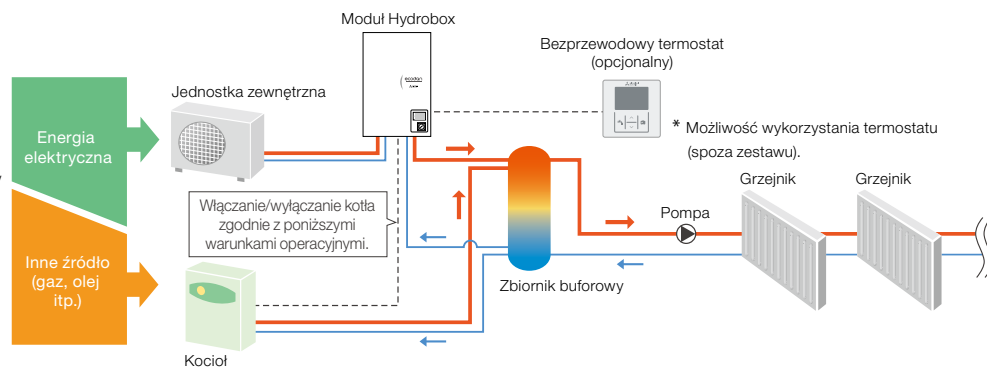 Moduł Hydrobox
Bezprzewodowy termostat
(opcjonalny)
ecodan
Jednostka zewnętrzna
Energia
elektryczna
* Możliwość wykorzystania termostatu
(spoza zestawu).
Grzejnik
Grzejnik
Włączanie/wyłączanie kotła
zgodnie z poniższymi
warunkami operacyjnymi.
Pompa
Inne źródło
(gaz, olej
itp.)
Zbiornik buforowy
Kocioł